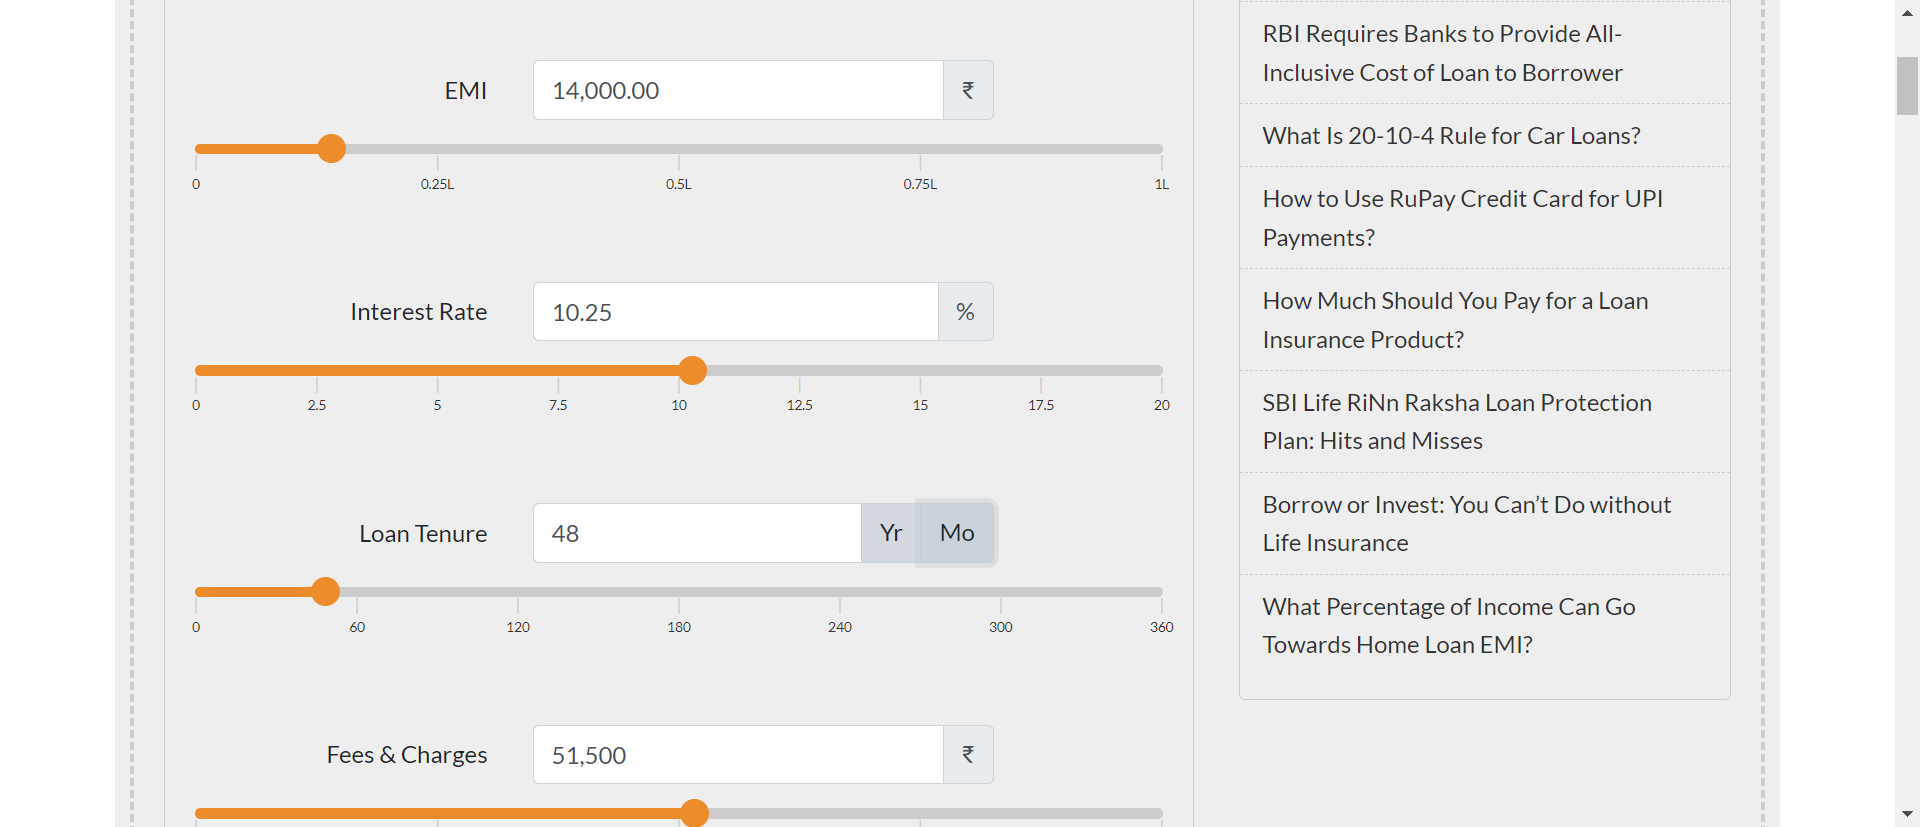 EMI
14,000.00
₹
0 0.25L 0.5L 0.75L 1L
Interest Rate
10.25
%
0 2.5 5 7.5 10 12.5 15 17.5 20
Loan Tenure
48
Yr
Mo
0 60 120 180 240 300 360
Fees & Charges
51,500
₹
RBI Requires Banks to Provide All-
Inclusive Cost of Loan to Borrower
What Is 20-10-4 Rule for Car Loans?
How to Use RuPay Credit Card for UPI
Payments?
How Much Should You Pay for a Loan
Insurance Product?
SBI Life RiNn Raksha Loan Protection
Plan: Hits and Misses
Borrow or Invest: You Can’t Do without
Life Insurance
What Percentage of Income Can Go
Towards Home Loan EMI?